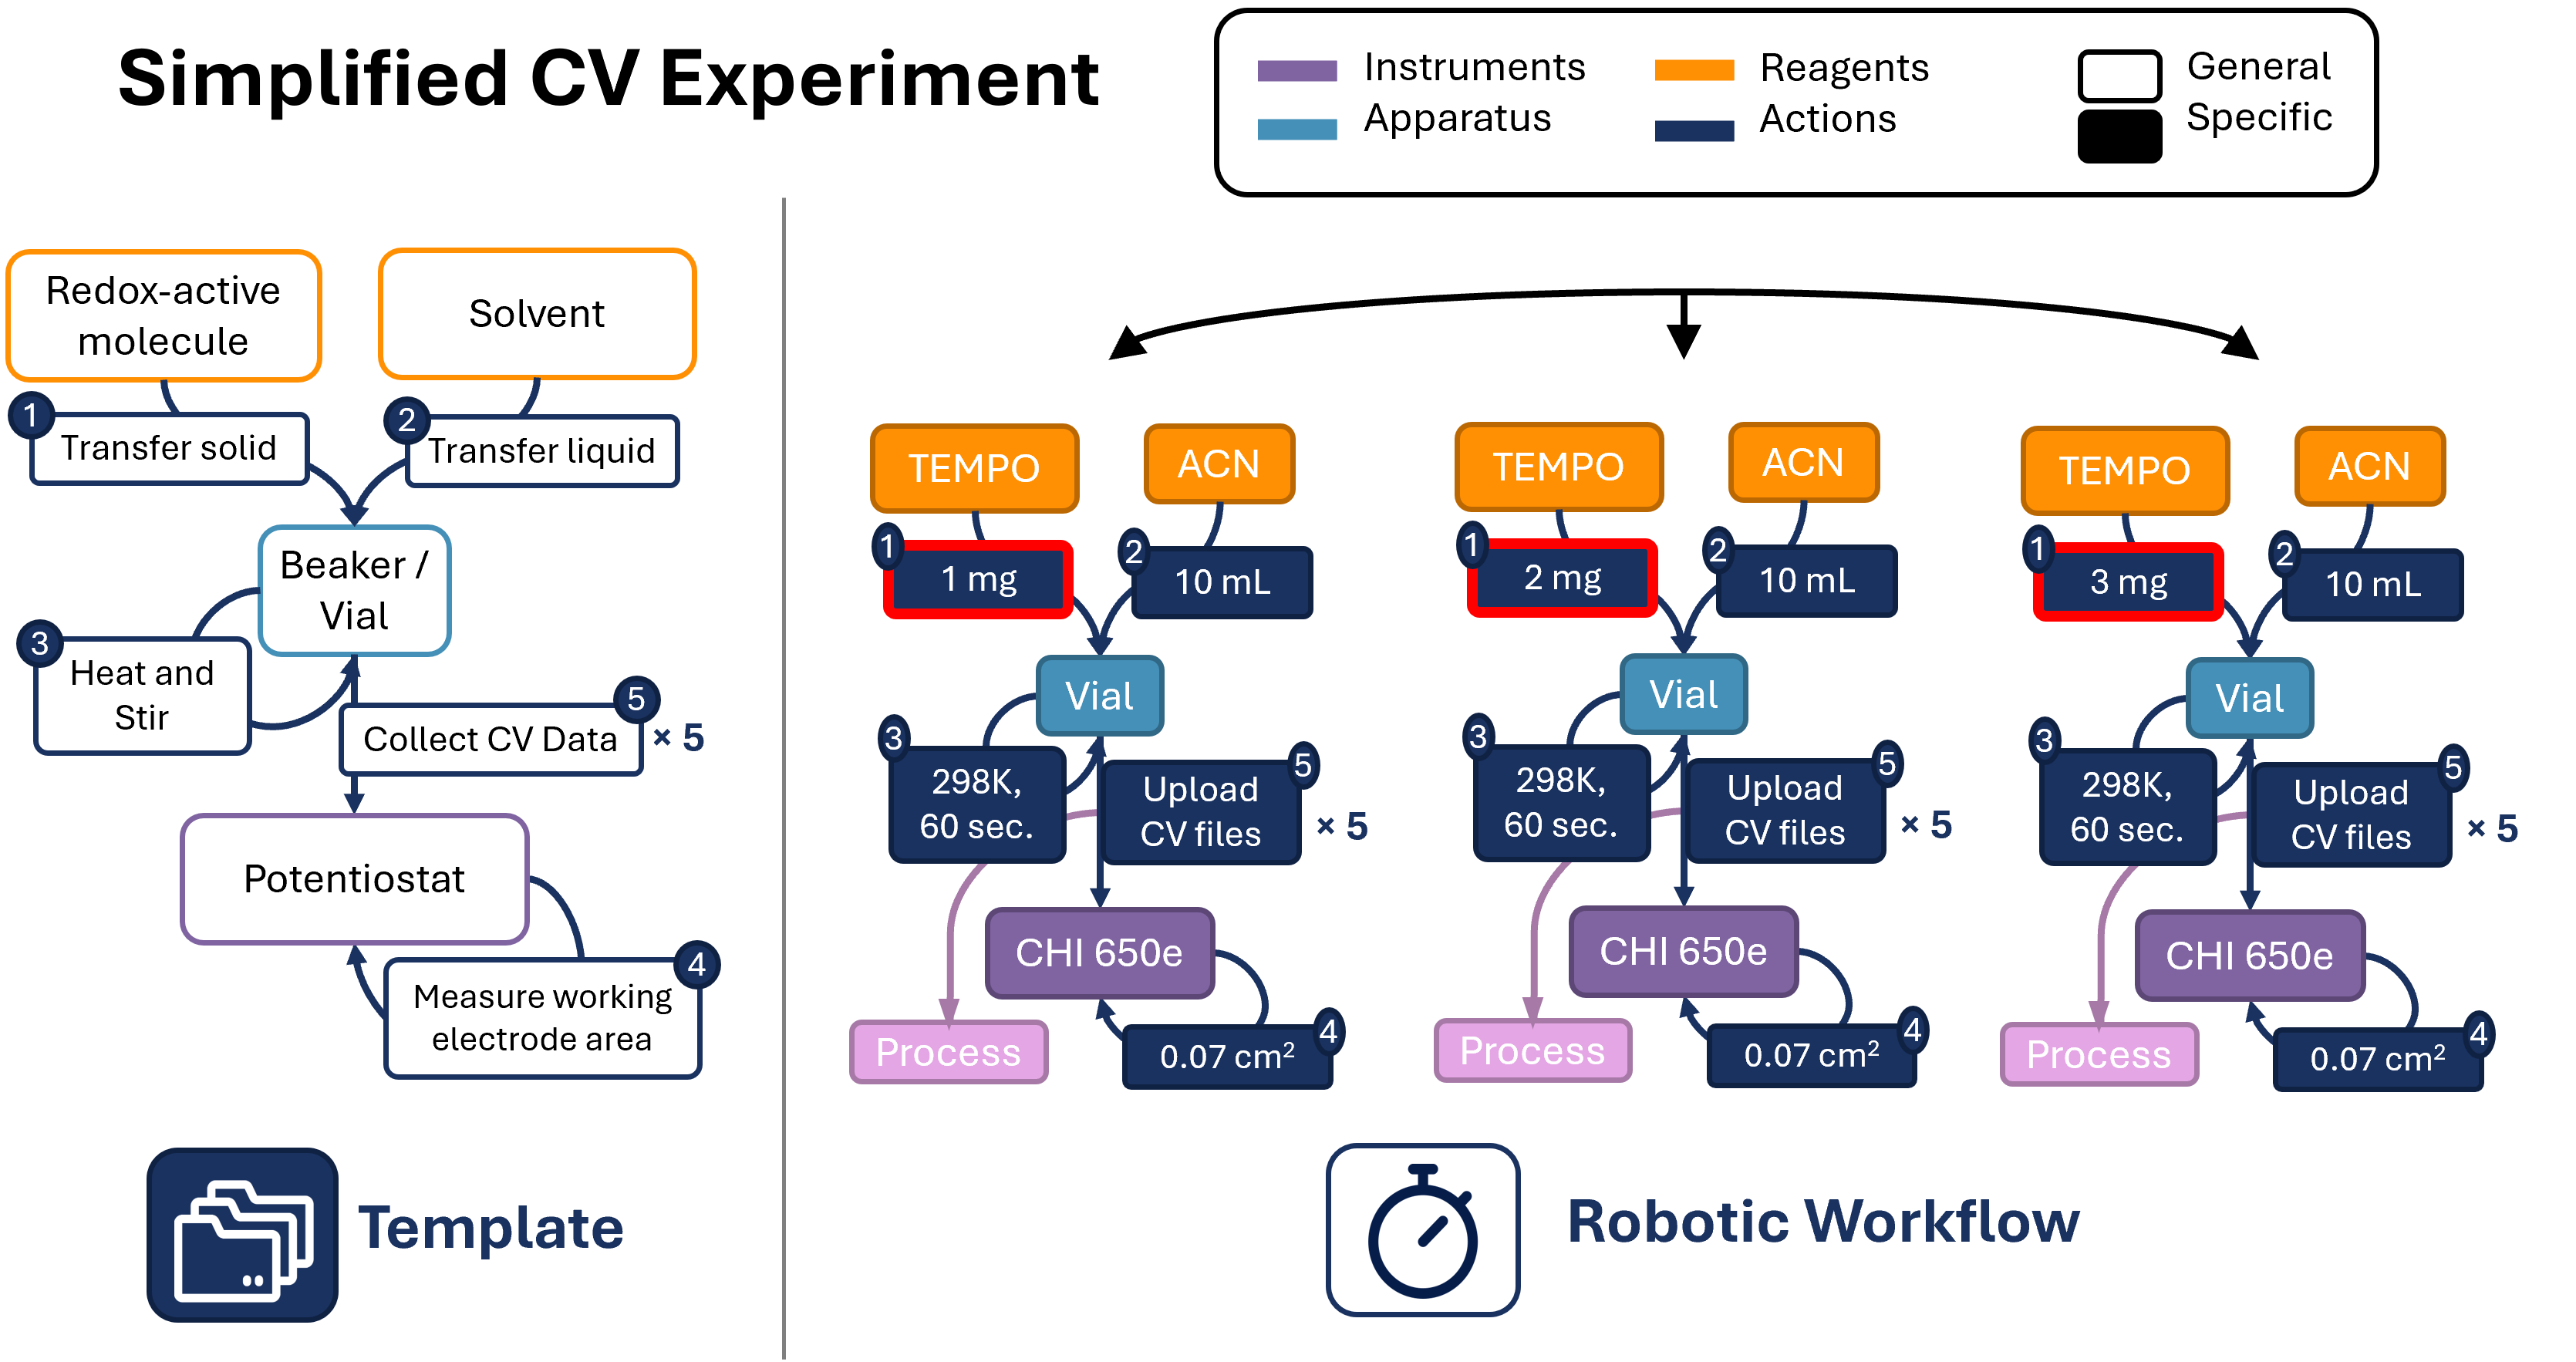 Simplified CV Experiment
Instruments
Apparatus
Reagents
Actions
General
Specific
Redox-active
molecule
Solvent
1
Transfer solid
2
Transfer liquid
Beaker /
Vial
3
Heat and
Stir
5
Collect CV Data
× 5
Potentiostat
4
Measure working
electrode area
Template
TEMPO
ACN
1
1 mg
2
10 mL
Vial
3
298K,
60 sec.
5
Upload
CV files
× 5
CHI 650e
Process
4
0.07 cm²
TEMPO
ACN
1
2 mg
2
10 mL
Vial
3
298K,
60 sec.
5
Upload
CV files
× 5
CHI 650e
Process
4
0.07 cm²
TEMPO
ACN
1
3 mg
2
10 mL
Vial
3
298K,
60 sec.
5
Upload
CV files
× 5
CHI 650e
Process
4
0.07 cm²
Robotic Workflow